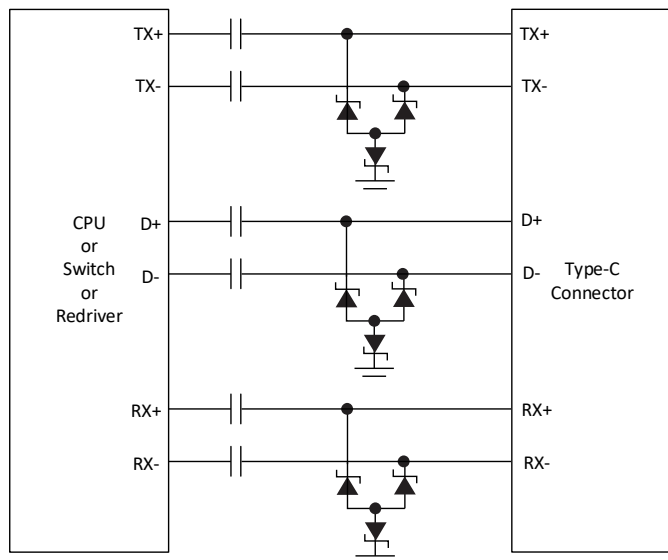 TX+
TX+
TX-
TX-
D+
D+
CPU
or
Switch
or
Redriver
D-
D-
Type-C
Connector
RX+
RX+
RX-
RX-